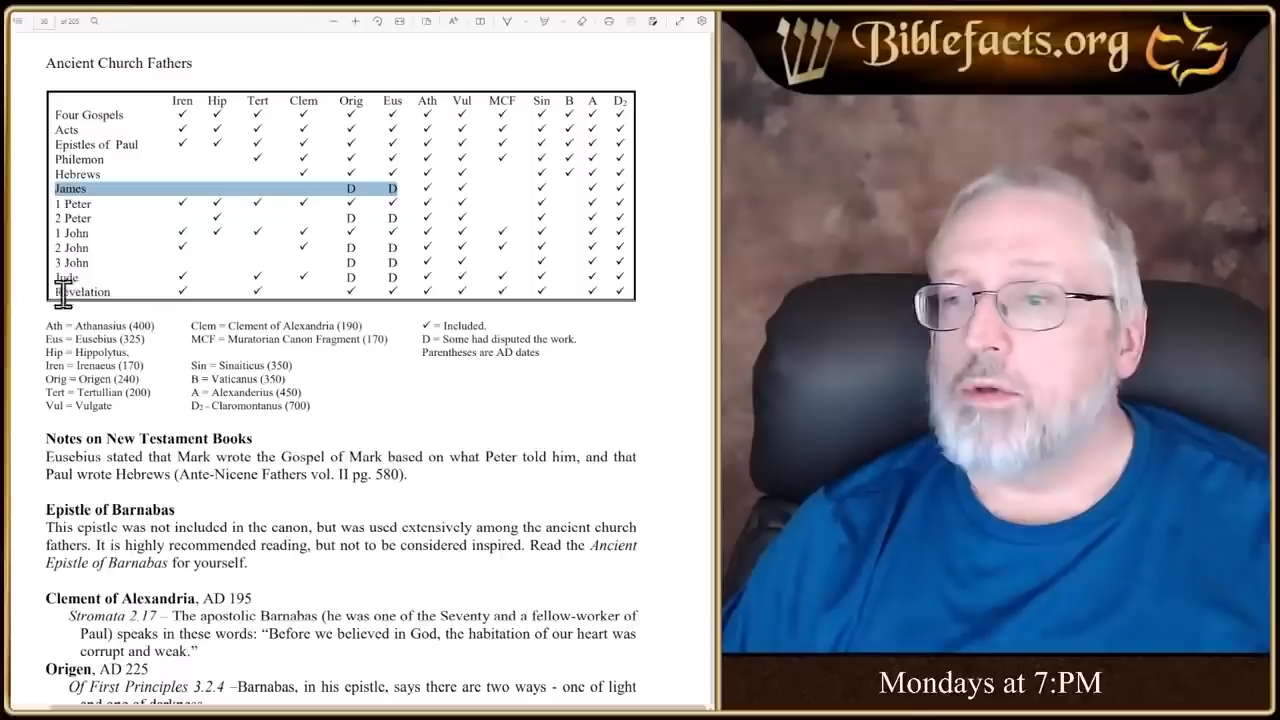 30 of 205
Ancient Church Fathers
Iren Hip Tert Clem Orig Eus Ath Vul MCF Sin B A D2
Four Gospels ✓ ✓ ✓ ✓ ✓ ✓ ✓ ✓ ✓ ✓ ✓ ✓ ✓
Acts ✓ ✓ ✓ ✓ ✓ ✓ ✓ ✓ ✓ ✓ ✓ ✓ ✓
Epistles of Paul ✓ ✓ ✓ ✓ ✓ ✓ ✓ ✓ ✓ ✓ ✓ ✓ ✓
Philemon ✓ ✓ ✓ ✓ ✓ ✓ ✓ ✓ ✓ ✓ ✓
Hebrews ✓ ✓ ✓ ✓ ✓ ✓ ✓ ✓ ✓
James D D ✓ ✓ ✓ ✓ ✓
1 Peter ✓ ✓ ✓ ✓ ✓ ✓ ✓ ✓ ✓ ✓ ✓
2 Peter ✓ D D ✓ ✓ ✓ ✓ ✓
1 John ✓ ✓ ✓ ✓ ✓ ✓ ✓ ✓ ✓ ✓ ✓ ✓
2 John ✓ ✓ D D ✓ ✓ ✓ ✓ ✓ ✓
3 John D D ✓ ✓ ✓ ✓ ✓
Jude ✓ ✓ ✓ D D ✓ ✓ ✓ ✓ ✓ ✓
Revelation ✓ ✓ ✓ ✓ ✓ ✓ ✓ ✓ ✓ ✓
Ath = Athanasius (400) Clem = Clement of Alexandria (190) ✓ = Included.
Eus = Eusebius (325) MCF = Muratorian Canon Fragment (170) D = Some had disputed the work.
Hip = Hippolytus, Parentheses are AD dates
Iren = Irenaeus (170) Sin = Sinaiticus (350)
Orig = Origen (240) B = Vaticanus (350)
Tert = Tertullian (200) A = Alexanderius (450)
Vul = Vulgate D2 – Claromontanus (700)
Notes on New Testament Books
Eusebius stated that Mark wrote the Gospel of Mark based on what Peter told him, and that
Paul wrote Hebrews (Ante-Nicene Fathers vol. II pg. 580).
Epistle of Barnabas
This epistle was not included in the canon, but was used extensively among the ancient church
fathers. It is highly recommended reading, but not to be considered inspired. Read the Ancient
Epistle of Barnabas for yourself.
Clement of Alexandria, AD 195
Stromata 2.17 – The apostolic Barnabas (he was one of the Seventy and a fellow-worker of
Paul) speaks in these words: “Before we believed in God, the habitation of our heart was
corrupt and weak.”
Origen, AD 225
Of First Principles 3.2.4 –Barnabas, in his epistle, says there are two ways - one of light
and one of darkness
Biblefacts.org
Mondays at 7:PM